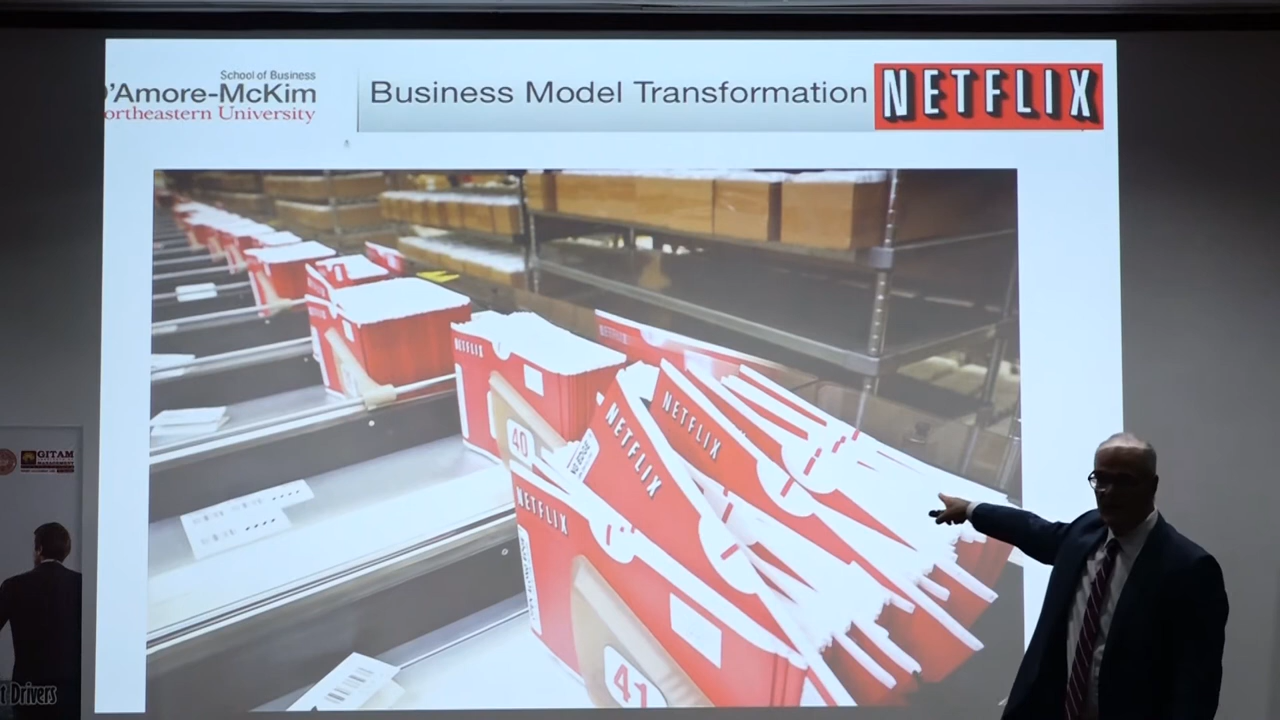 School of Business
'Amore-McKim
ortheastern University
Business Model Transformation
NETFLIX
NETFLIX
NETFLIX
NETFLIX
40
NETFLIX
41
GITAM
t Drivers